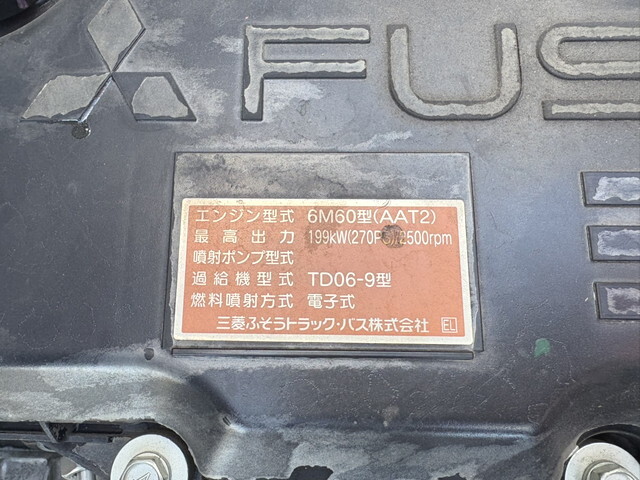 FUS
エンジン型式 6M60型(AAT2)
最高出力 199kW(270PS)/2500rpm
噴射ポンプ型式
過給機型式 TD06-9型
燃料噴射方式 電子式
三菱ふそうトラック・バス株式会社 EL